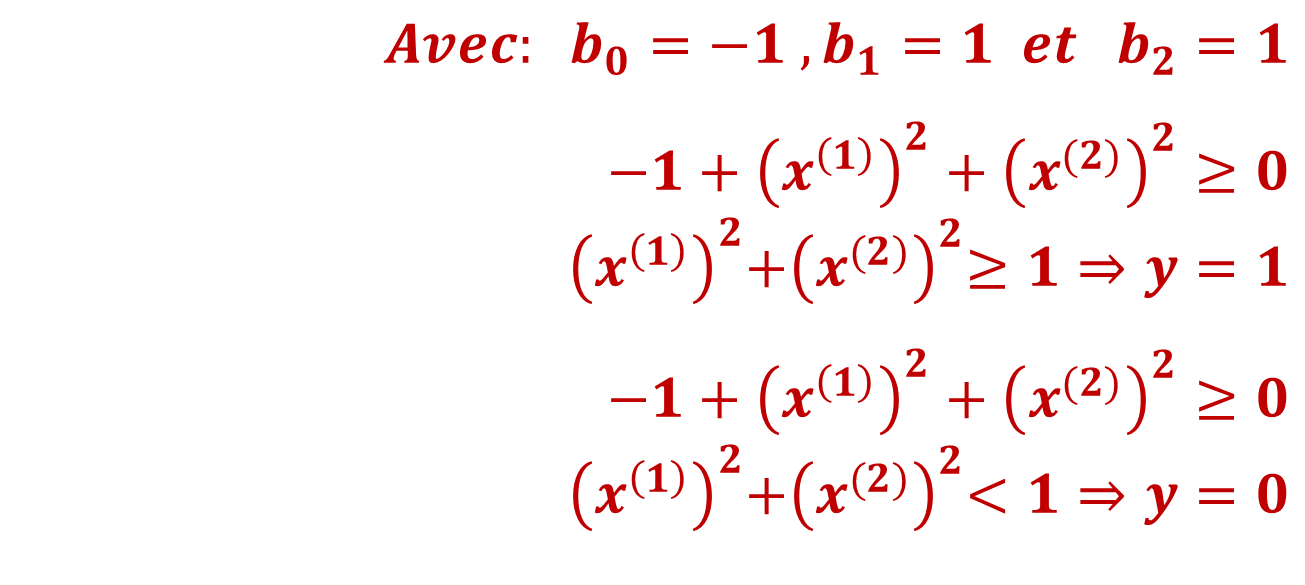 Avec: b₀ = −1 , b₁ = 1 et b₂ = 1
−1 + (x⁽¹⁾)² + (x⁽²⁾)² ≥ 0
(x⁽¹⁾)² + (x⁽²⁾)² ≥ 1 ⇒ y = 1
−1 + (x⁽¹⁾)² + (x⁽²⁾)² ≥ 0
(x⁽¹⁾)² + (x⁽²⁾)² < 1 ⇒ y = 0